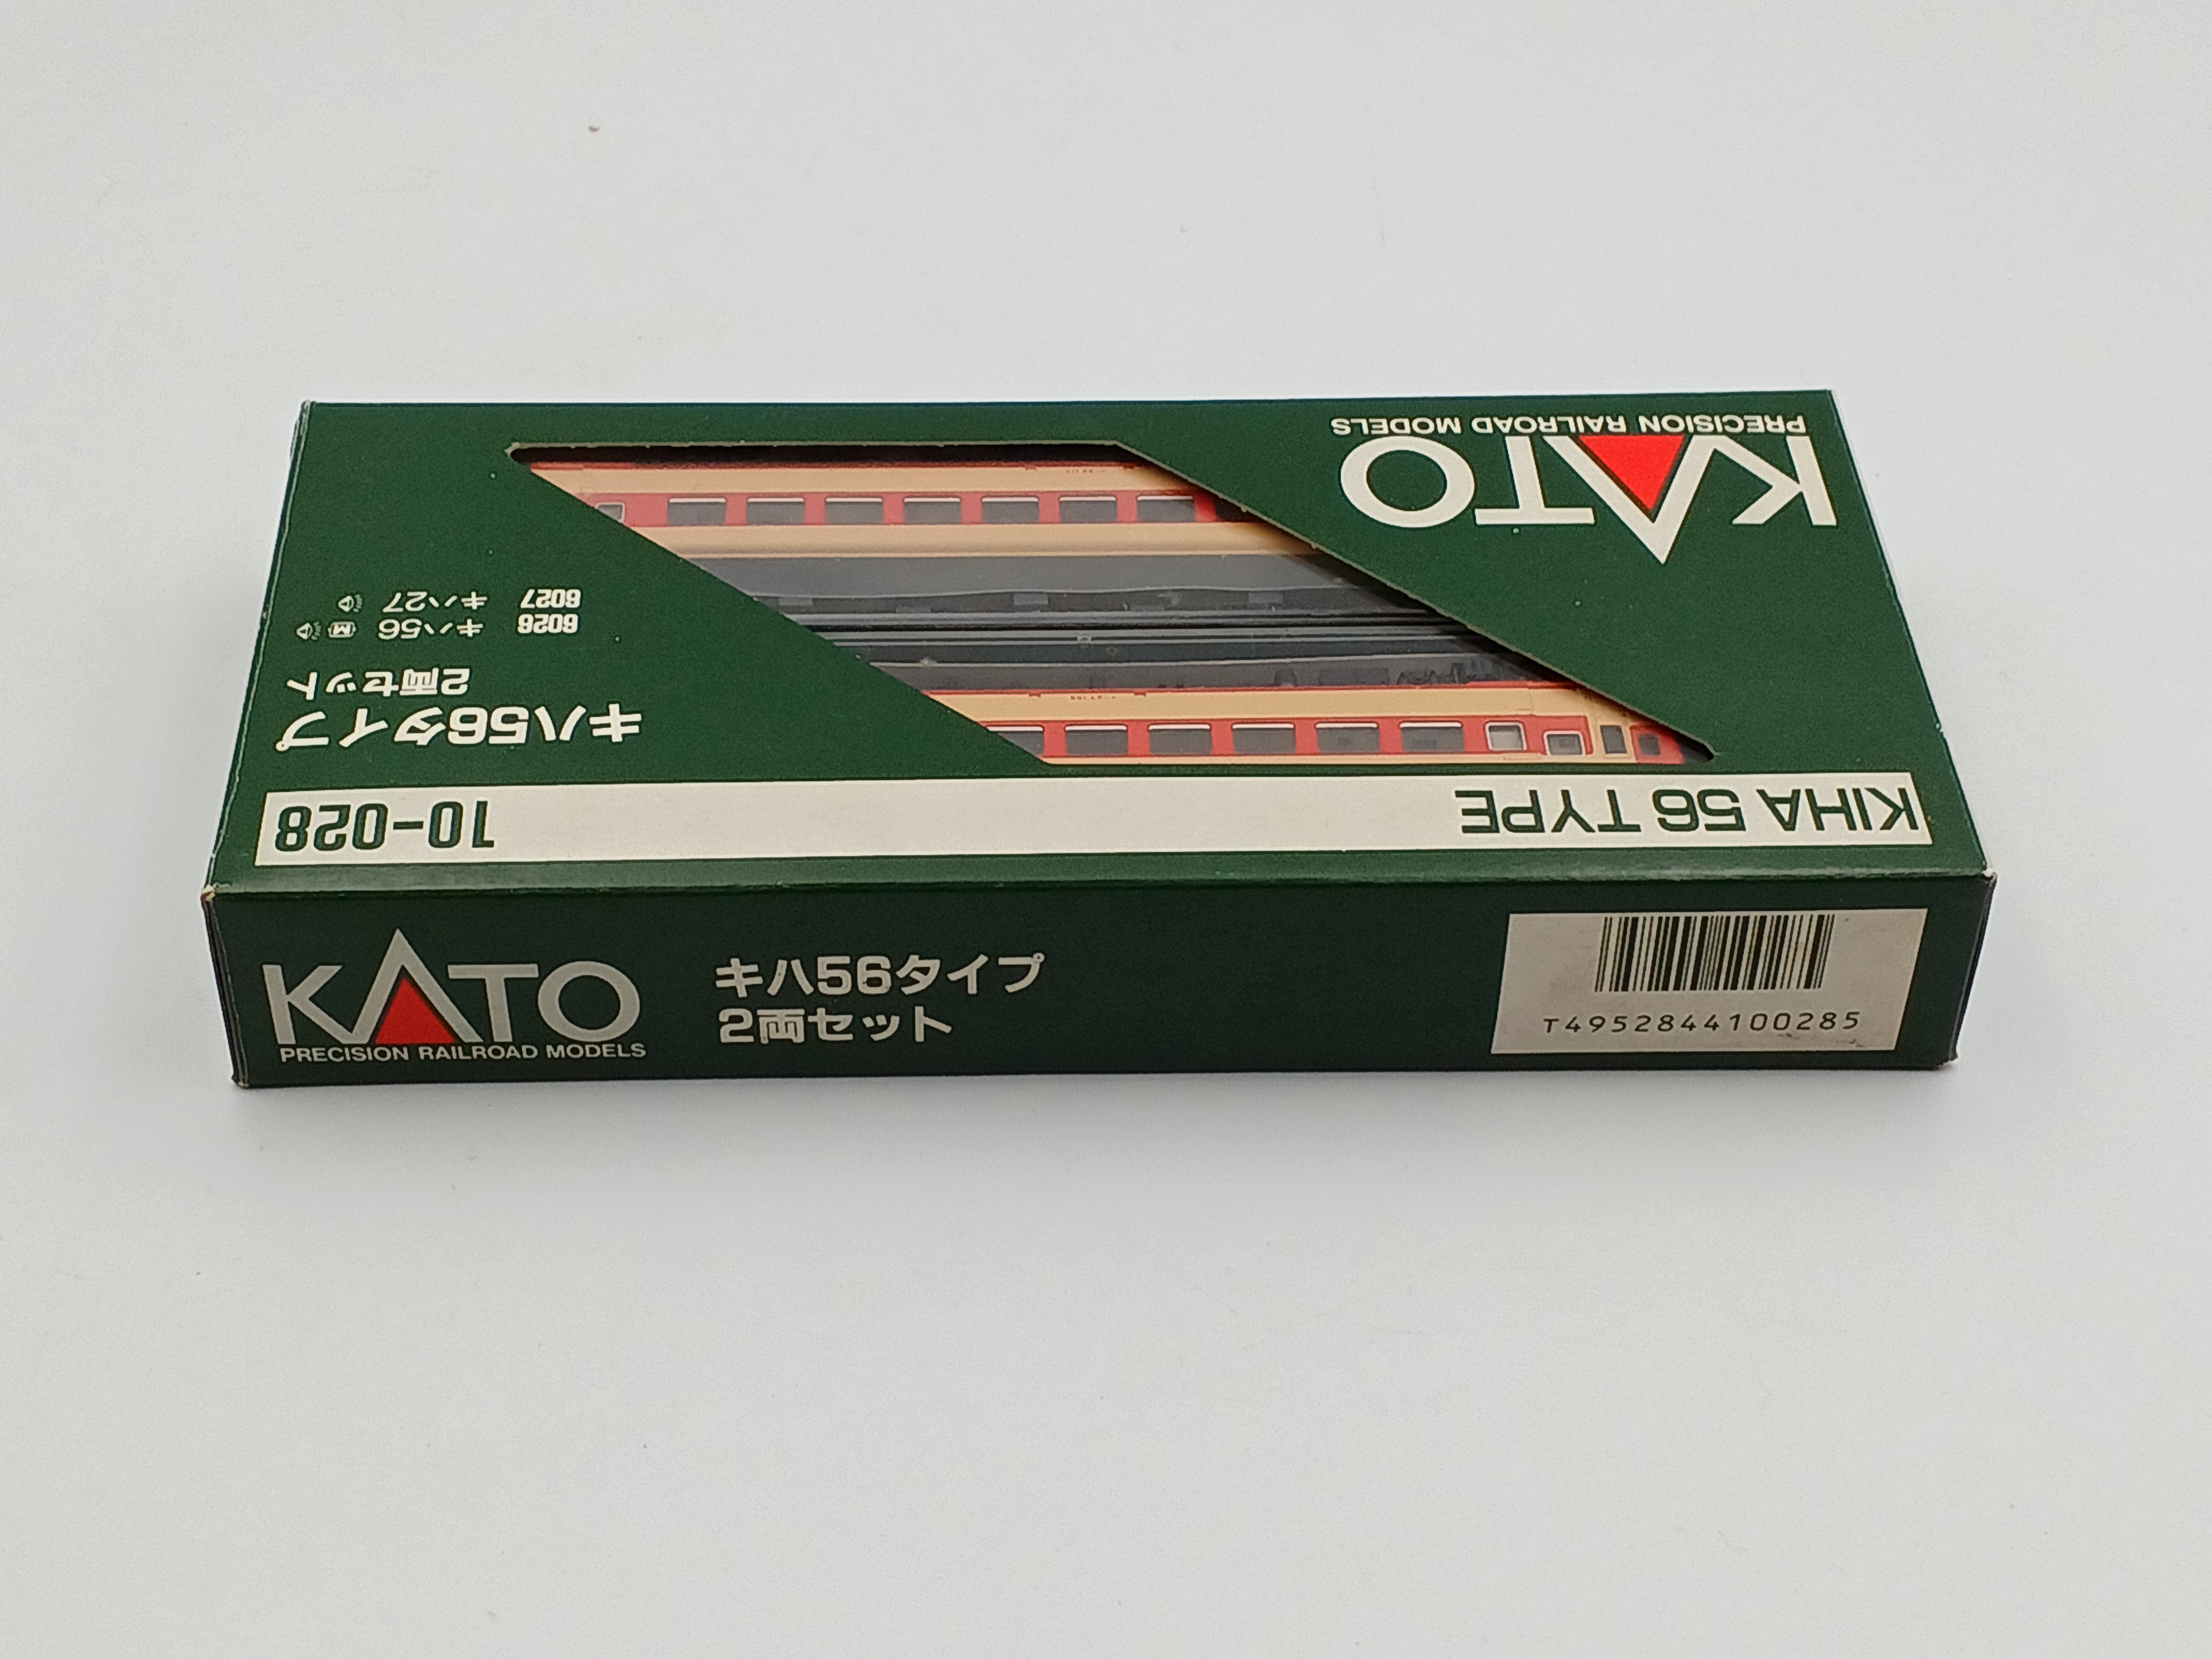 KATO
PRECISION RAILROAD MODELS
キハ56タイプ
2両セット
6026 キハ56 M
6027 キハ27
KIHA 56 TYPE
10-028
KATO
PRECISION RAILROAD MODELS
キハ56タイプ
2両セット
T4952844100285